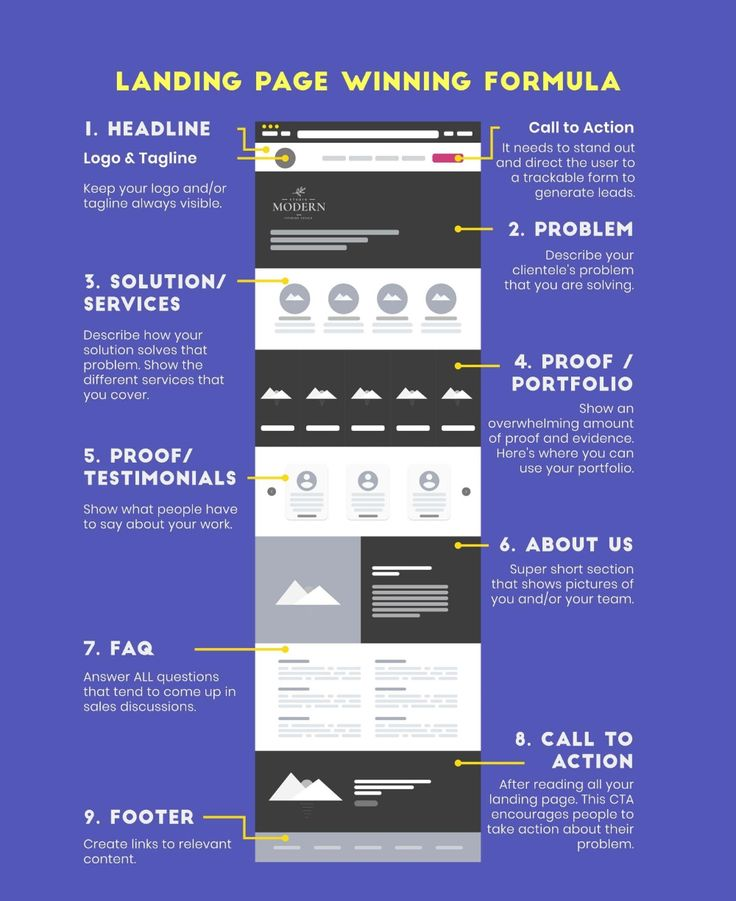 LANDING PAGE WINNING FORMULA
1. HEADLINE
Logo & Tagline
Keep your logo and/or
tagline always visible.
Call to Action
It needs to stand out
and direct the user to
a trackable form to
generate leads.
STUDIO
MODERN
2. PROBLEM
Describe your
clientele's problem
that you are solving.
3. SOLUTION/
SERVICES
Describe how your
solution solves that
problem. Show the
different services that
you cover.
4. PROOF /
PORTFOLIO
Show an
overwhelming amount
of proof and evidence.
Here's where you can
use your portfolio.
5. PROOF/
TESTIMONIALS
Show what people have
to say about your work.
6. ABOUT US
Super short section
that shows pictures of
you and/or your team.
7. FAQ
Answer ALL questions
that tend to come up in
sales discussions.
8. CALL TO
ACTION
After reading all your
landing page. This CTA
encourages people to
take action about their
problem.
9. FOOTER
Create links to relevant
content.